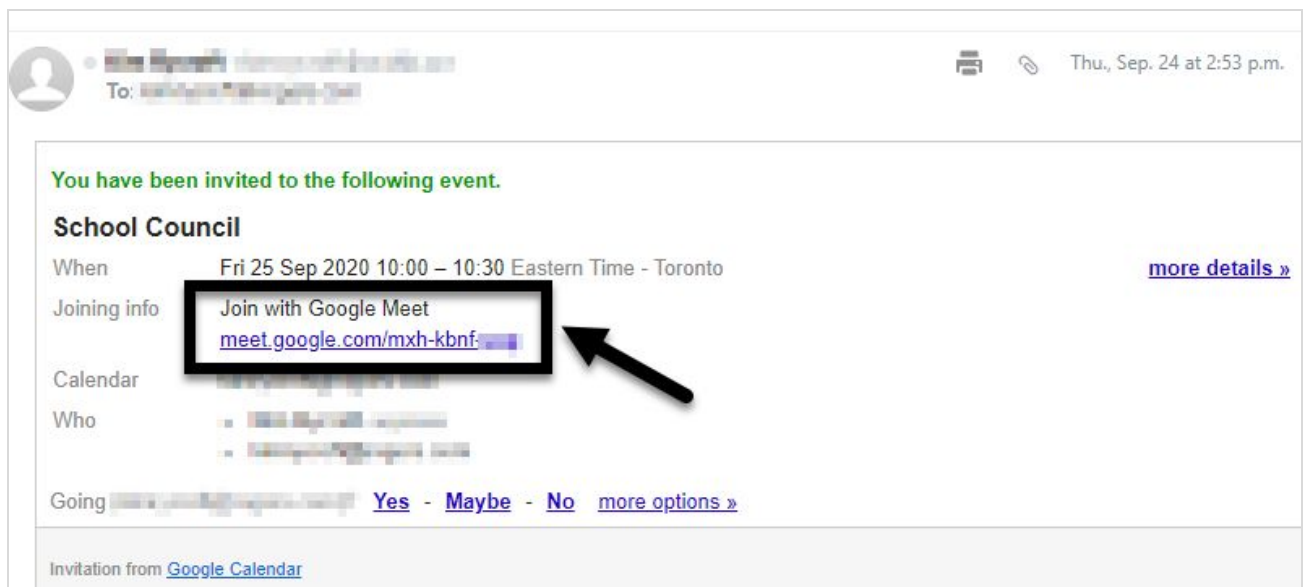 Thu., Sep. 24 at 2:53 p.m.
To:
You have been invited to the following event.
School Council
When Fri 25 Sep 2020 10:00 – 10:30 Eastern Time - Toronto more details »
Joining info Join with Google Meet
meet.google.com/mxh-kbnf-
Calendar
Who
Going Yes - Maybe - No more options »
Invitation from Google Calendar